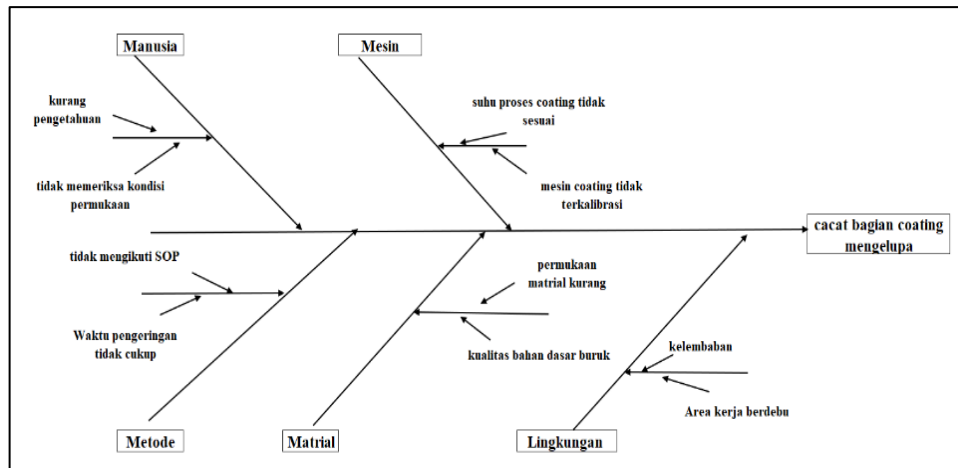 Manusia
Mesin
kurang
pengetahuan
suhu proses coating tidak
sesuai
tidak memeriksa kondisi
permukaan
mesin coating tidak
terkalibrasi
cacat bagian coating
mengelupa
tidak mengikuti SOP
permukaan
matrial kurang
Waktu pengeringan
tidak cukup
kualitas bahan dasar buruk
kelembaban
Area kerja berdebu
Metode
Matrial
Lingkungan